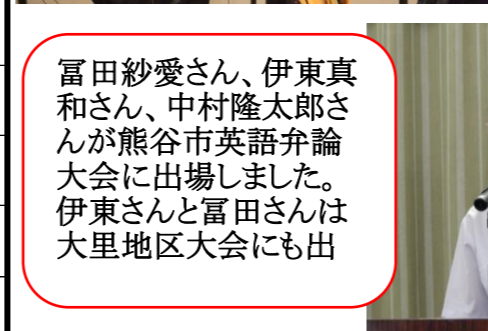 冨田紗愛さん、伊東真
和さん、中村隆太郎さ
んが熊谷市英語弁論
大会に出場しました。
伊東さんと冨田さんは
大里地区大会にも出